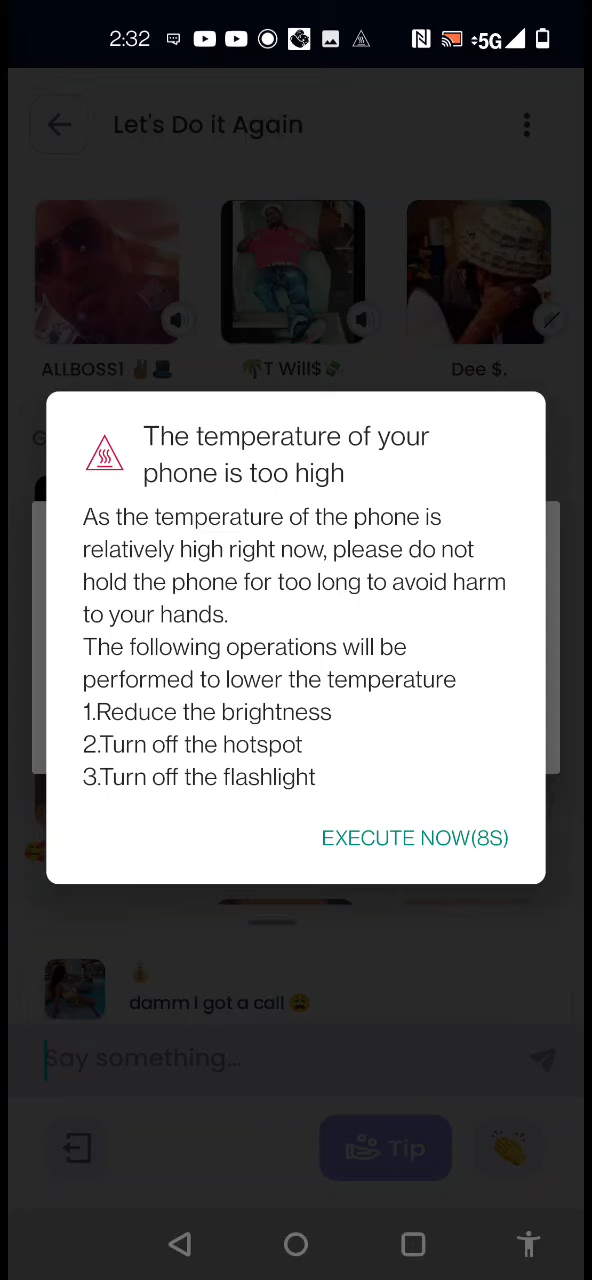 2:32
5G
Let's Do it Again
ALLBOSS1 ✌🏾🎩
🌴T Will$💸
Dee $.
G
The temperature of your
phone is too high
As the temperature of the phone is
relatively high right now, please do not
hold the phone for too long to avoid harm
to your hands.
The following operations will be
performed to lower the temperature
1.Reduce the brightness
2.Turn off the hotspot
3.Turn off the flashlight
EXECUTE NOW(8S)
💰
damm I got a call 😩
Say something...
Tip